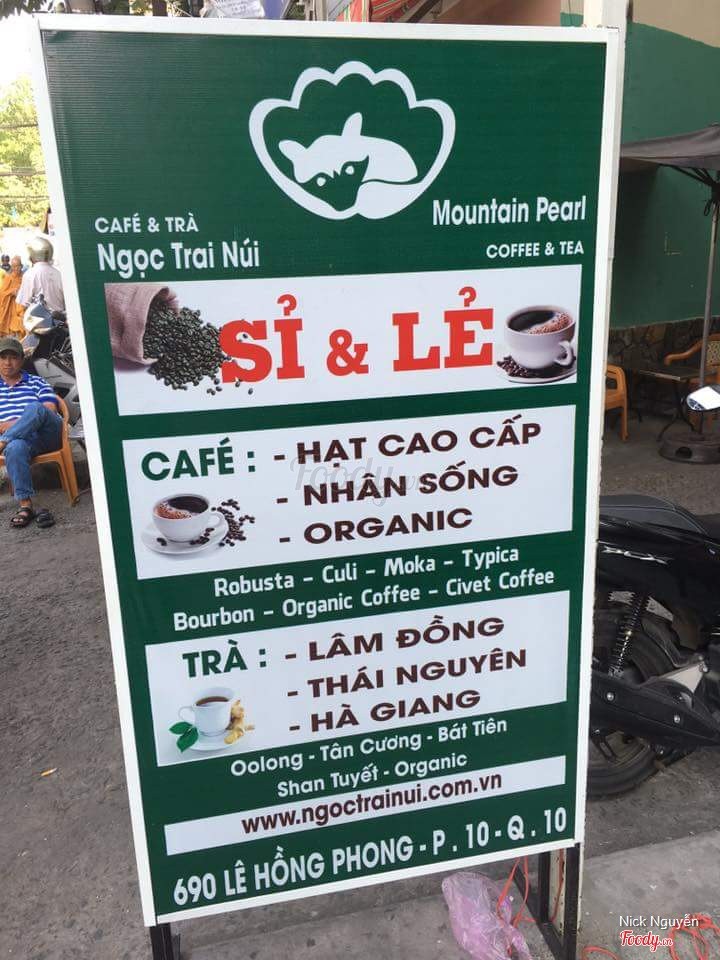 CAFÉ & TRÀ
Ngọc Trai Núi
Mountain Pearl
COFFEE & TEA
SỈ & LẺ
CAFÉ : - HẠT CAO CẤP
- NHÂN SỐNG
- ORGANIC
Robusta - Culi - Moka - Typica
Bourbon - Organic Coffee - Civet Coffee
TRÀ : - LÂM ĐỒNG
- THÁI NGUYÊN
- HÀ GIANG
Oolong - Tân Cương - Bát Tiên
Shan Tuyết - Organic
www.ngoctrainui.com.vn
690 LÊ HỒNG PHONG - P . 10 - Q . 10
Foody.vn
Nick Nguyễn
Foody.vn